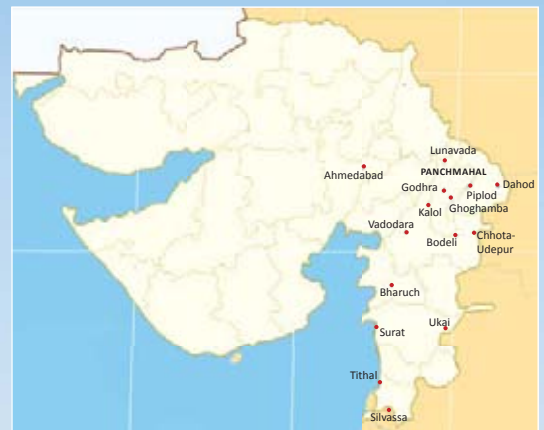 Lunavada
PANCHMAHAL
Ahmedabad
Dahod
Godhra
Piplod
Ghoghamba
Kalol
Vadodara
Bodeli
Chhota-
Udepur
Bharuch
Surat
Ukai
Tithal
Silvassa